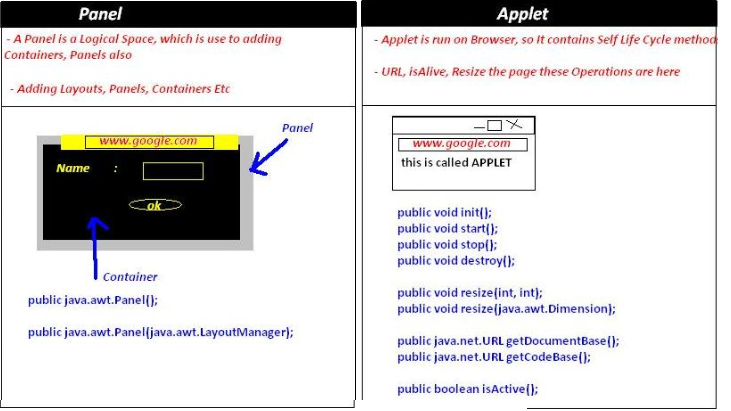 Panel
- A Panel is a Logical Space, which is use to adding
Containers, Panels also
- Adding Layouts, Panels, Containers Etc
www.google.com
Panel
Name :
ok
Container
public java.awt.Panel();
public java.awt.Panel(java.awt.LayoutManager);
Applet
- Applet is run on Browser, so It contains Self Life Cycle method
- URL, isAlive, Resize the page these Operations are here
www.google.com
this is called APPLET
public void init();
public void start();
public void stop();
public void destroy();
public void resize(int, int);
public void resize(java.awt.Dimension);
public java.net.URL getDocumentBase();
public java.net.URL getCodeBase();
public boolean isActive();